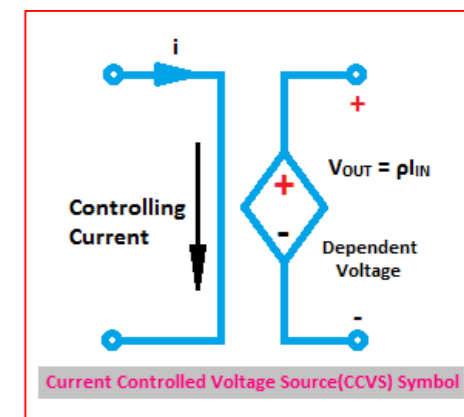 i
+
VOUT = ρIIN
Controlling
Current
+
-
Dependent
Voltage
-
Current Controlled Voltage Source(CCVS) Symbol